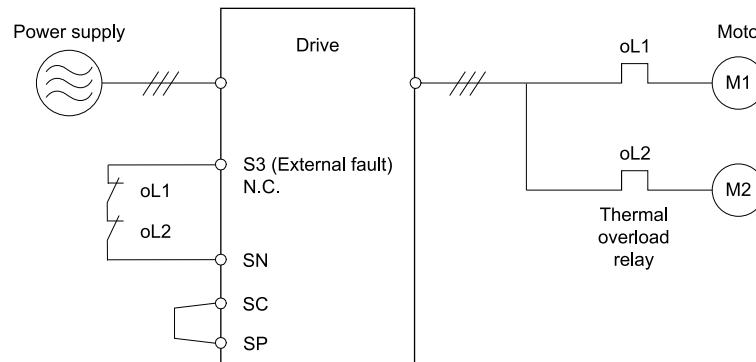 Power supply
Drive
oL1
Moto
M1
S3 (External fault)
N.C.
oL1
oL2
oL2
M2
SN
Thermal
overload
relay
SC
SP